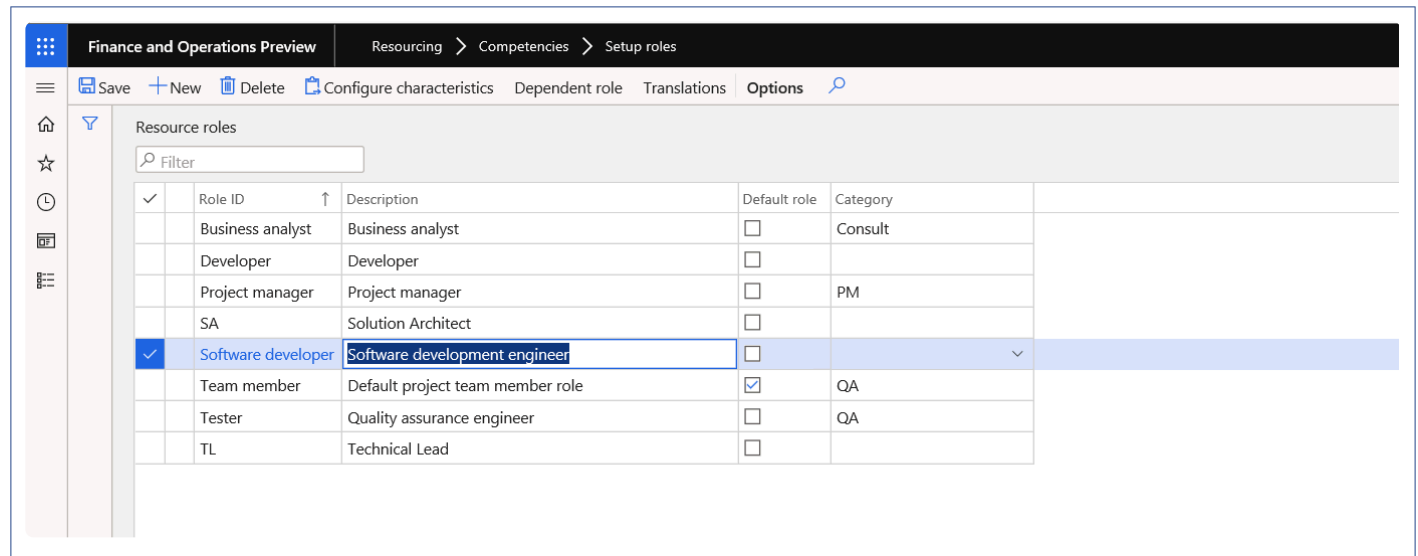 Finance and Operations Preview Resourcing > Competencies > Setup roles
Save New Delete Configure characteristics Dependent role Translations Options
Resource roles
Filter
Role ID Description Default role Category
Business analyst Business analyst Consult
Developer Developer
Project manager Project manager PM
SA Solution Architect
Software developer Software development engineer
Team member Default project team member role QA
Tester Quality assurance engineer QA
TL Technical Lead